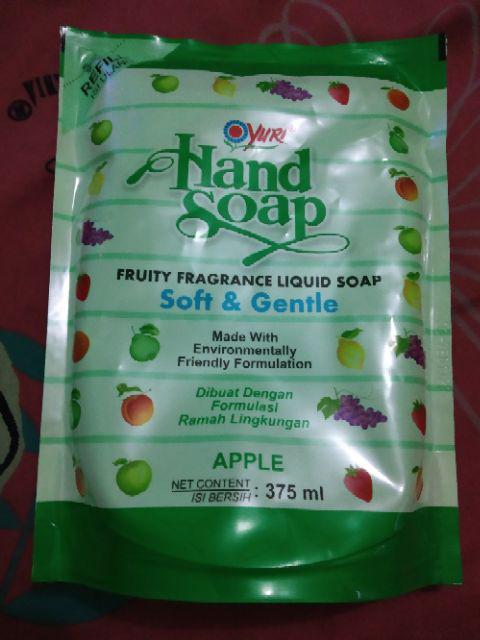 REFILL
YURI
Hand
Soap
FRUITY FRAGRANCE LIQUID SOAP
Soft & Gentle
Made With
Environmentally
Friendly Formulation
Dibuat Dengan
Formulasi
Ramah Lingkungan
APPLE
NET CONTENT
ISI BERSIH : 375 ml